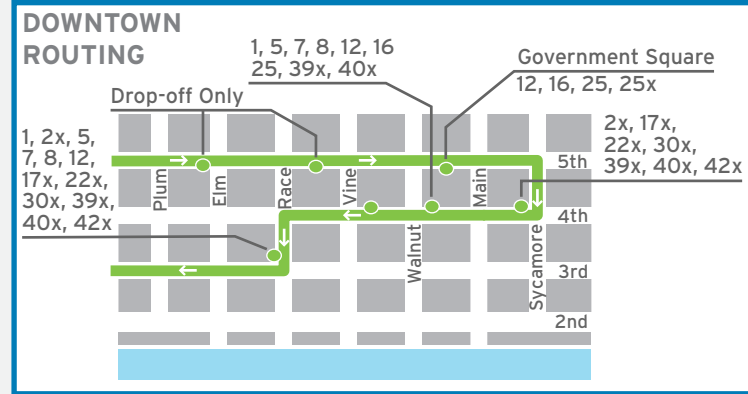 DOWNTOWN
ROUTING
1, 5, 7, 8, 12, 16
25, 39x, 40x
Government Square
12, 16, 25, 25x
Drop-off Only
2x, 17x,
22x, 30x,
39x, 40x, 42x
1, 2x, 5,
7, 8, 12,
17x, 22x,
30x, 39x,
40x, 42x
Plum
Elm
Race
Vine
Walnut
Main
Sycamore
5th
4th
3rd
2nd